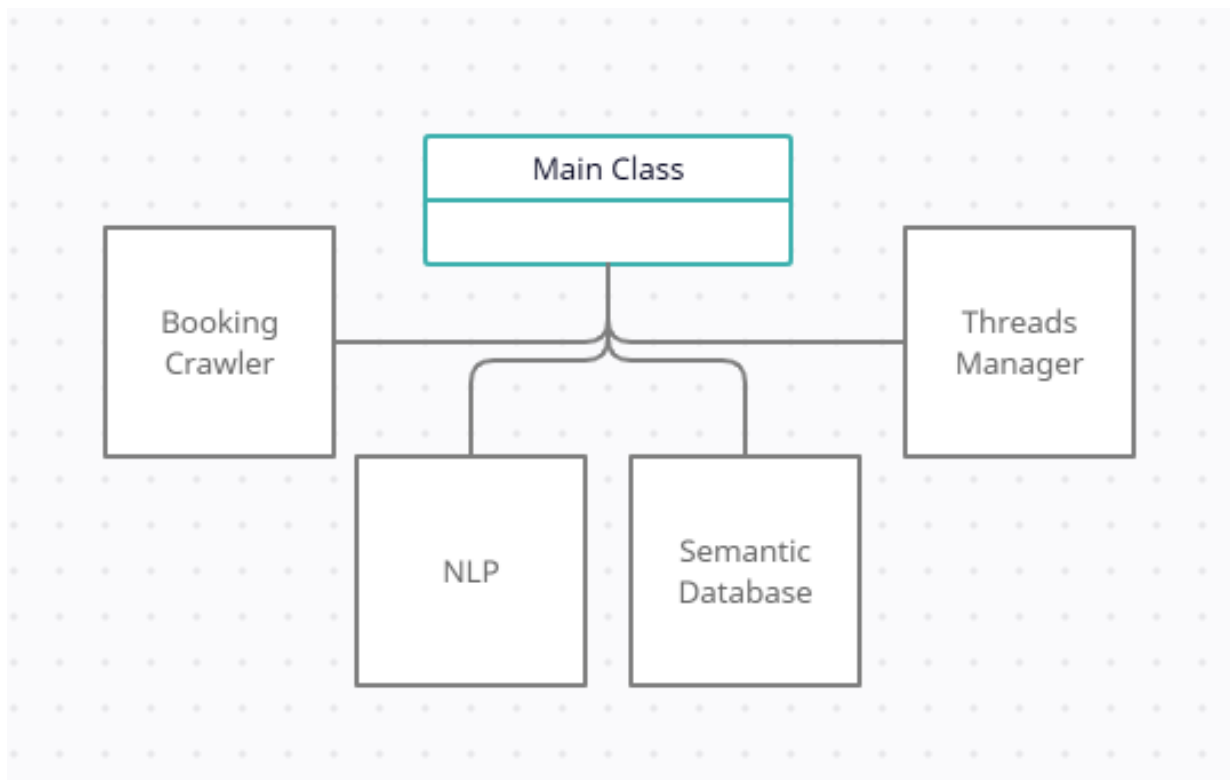 Main Class
Booking
Crawler
Threads
Manager
NLP
Semantic
Database